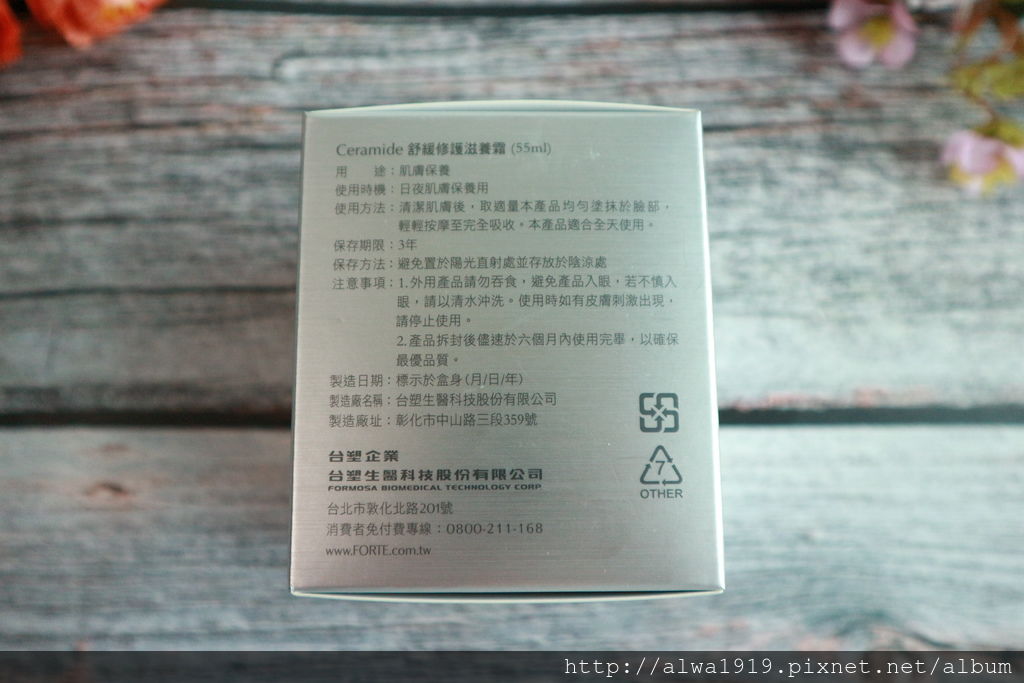 Ceramide 舒緩修護滋養霜 (55ml)
用　　途：肌膚保養
使用時機：日夜肌膚保養用
使用方法：清潔肌膚後，取適量本產品均勻塗抹於臉部，
輕輕按摩至完全吸收。本產品適合全天使用。
保存期限：3年
保存方法：避免置於陽光直射處並存放於陰涼處
注意事項：1.外用產品請勿吞食，避免產品入眼，若不慎入
眼，請以清水沖洗。使用時如有皮膚刺激出現，
請停止使用。
2.產品拆封後儘速於六個月內使用完畢，以確保
最優品質。
製造日期：標示於盒身(月/日/年)
製造廠名稱：台塑生醫科技股份有限公司
製造廠址：彰化市中山路三段359號
台塑企業
台塑生醫科技股份有限公司
FORMOSA BIOMEDICAL TECHNOLOGY CORP.
台北市敦化北路201號
消費者免付費專線：0800-211-168
www.FORTE.com.tw
7
OTHER
http://alwa1919.pixnet.net/album